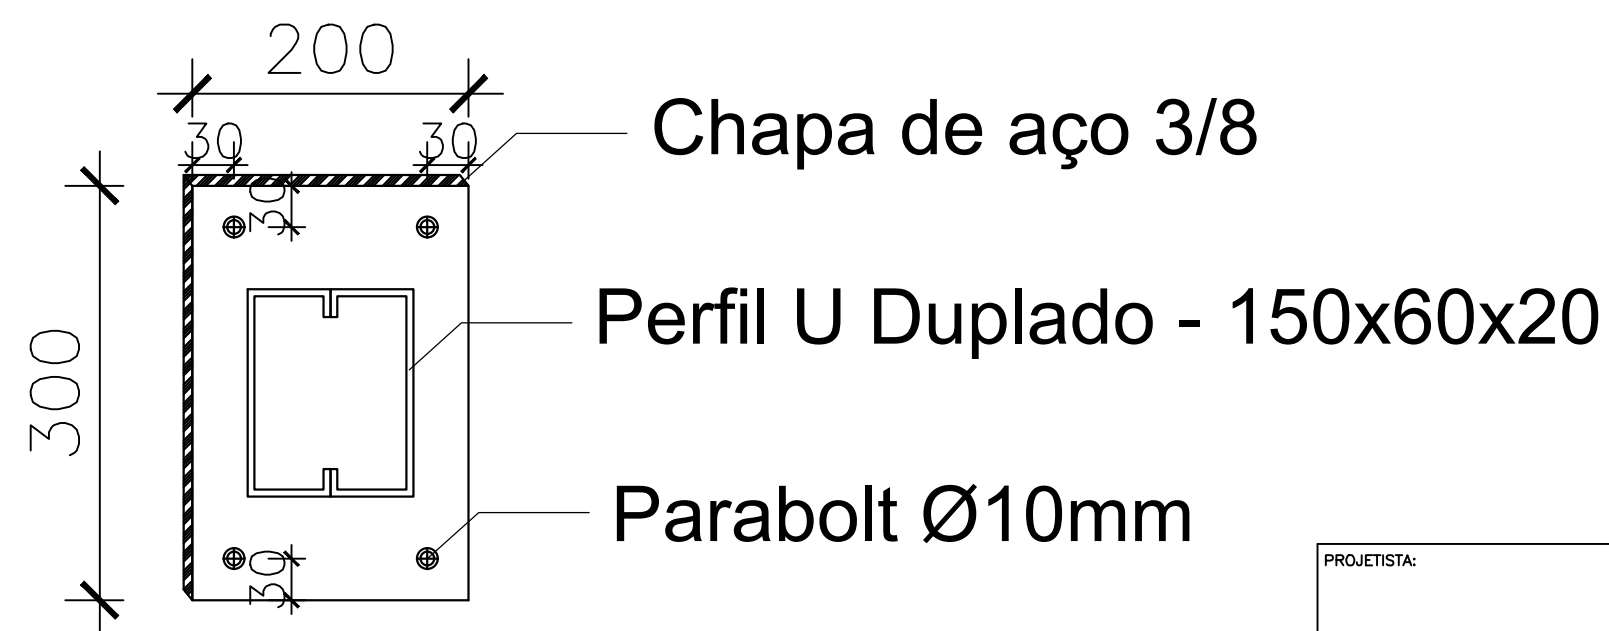 200
30
30
Chapa de aço 3/8
30
Perfil U Duplado - 150x60x20
300
Parabolt Ø10mm
30
PROJETISTA: